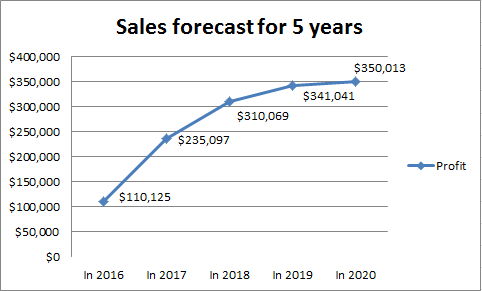 Sales forecast for 5 years
$400,000
$350,000
$300,000
$250,000
$200,000
$150,000
$100,000
$50,000
$0
$110,125
$235,097
$310,069
$341,041
$350,013
In 2016
In 2017
In 2018
In 2019
In 2020
Profit